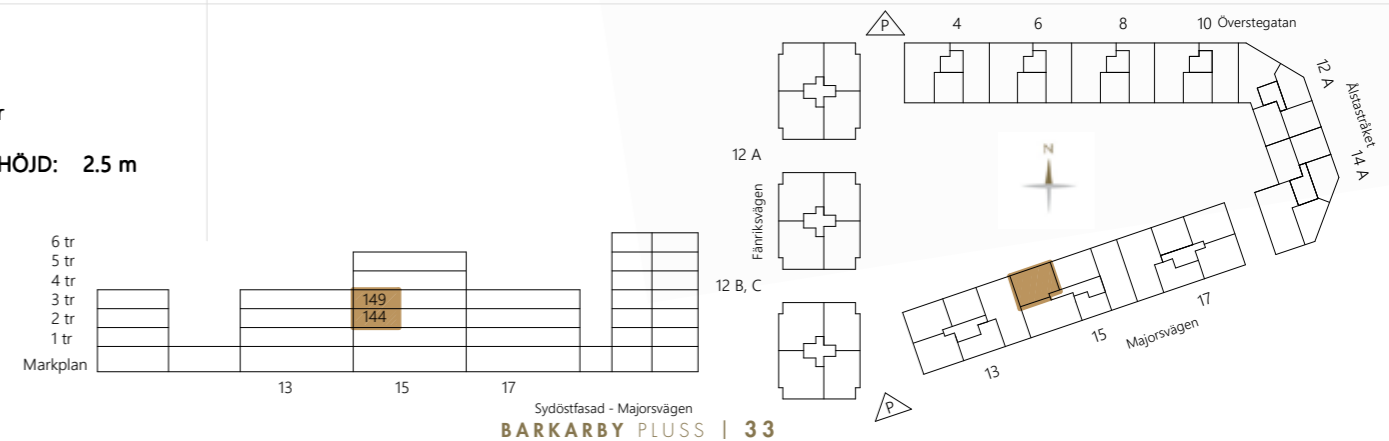 r
HÖJD: 2.5 m
6 tr
5 tr
4 tr
3 tr
2 tr
1 tr
Markplan
149
144
13
15
17
Sydöstfasad - Majorsvägen
P
4
6
8
10 Överstegatan
12 A
Ålstastråket
14 A
12 A
Fänriksvägen
12 B, C
N
13
15
Majorsvägen
17
P
BARKARBY PLUSS | 33